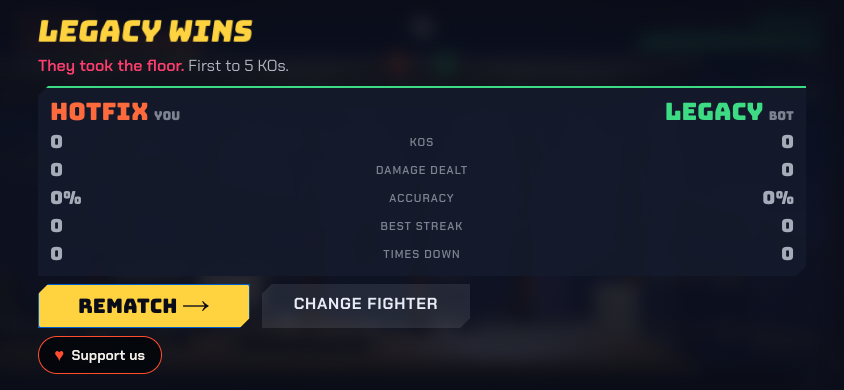 LEGACY WINS
They took the floor. First to 5 KOs.
HOTFIX YOU LEGACY BOT
0 KOS 0
0 DAMAGE DEALT 0
0% ACCURACY 0%
0 BEST STREAK 0
0 TIMES DOWN 0
REMATCH → CHANGE FIGHTER
♥ Support us